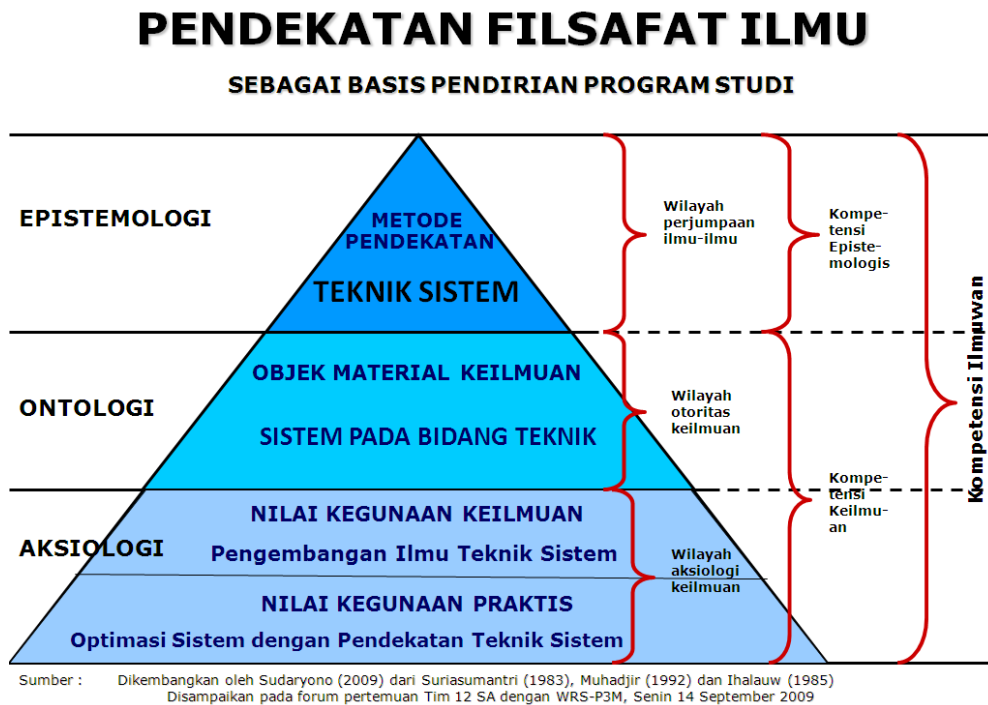 PENDEKATAN FILSAFAT ILMU
SEBAGAI BASIS PENDIRIAN PROGRAM STUDI
EPISTEMOLOGI
METODE
PENDEKATAN
TEKNIK SISTEM
Wilayah
perjumpaan
ilmu-ilmu
Kompe-
tensi
Episte-
mologis
ONTOLOGI
OBJEK MATERIAL KEILMUAN
SISTEM PADA BIDANG TEKNIK
Wilayah
otoritas
keilmuan
Kompetensi Ilmuwan
AKSIOLOGI
NILAI KEGUNAAN KEILMUAN
Pengembangan Ilmu Teknik Sistem
NILAI KEGUNAAN PRAKTIS
Optimasi Sistem dengan Pendekatan Teknik Sistem
Wilayah
aksiologi
keilmuan
Kompe-
tensi
Keilmu-
an
Sumber : Dikembangkan oleh Sudaryono (2009) dari Suriasumantri (1983), Muhadjir (1992) dan Ihalauw (1985)
Disampaikan pada forum pertemuan Tim 12 SA dengan WRS-P3M, Senin 14 September 2009